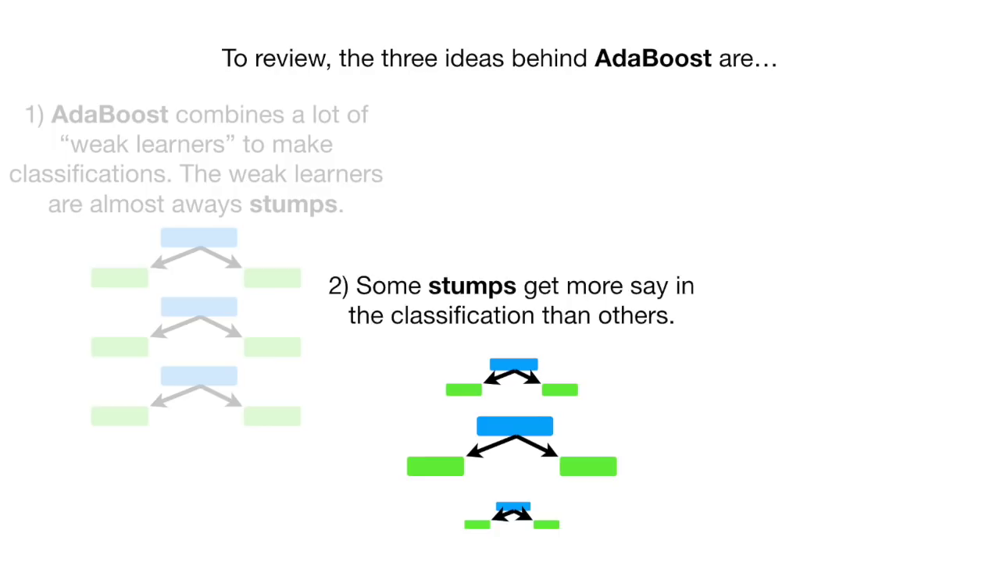 To review, the three ideas behind AdaBoost are…
1) AdaBoost combines a lot of
“weak learners” to make
classifications. The weak learners
are almost aways stumps.
2) Some stumps get more say in
the classification than others.